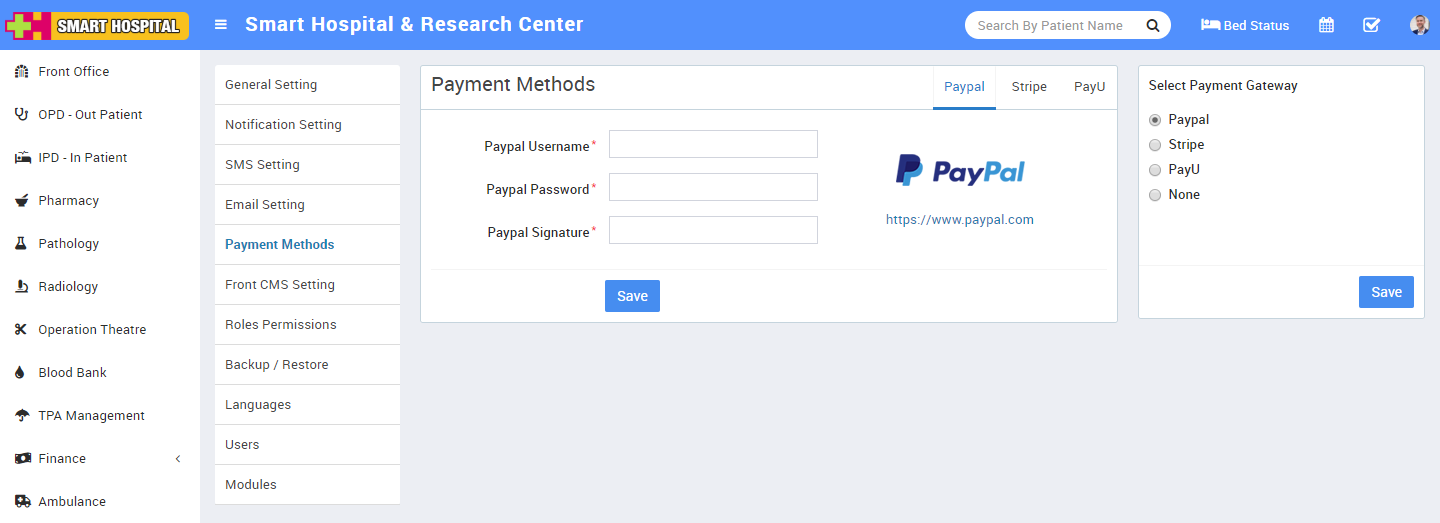 SMART HOSPITAL
Smart Hospital & Research Center
Search By Patient Name
Bed Status
Front Office
OPD - Out Patient
IPD - In Patient
Pharmacy
Pathology
Radiology
Operation Theatre
Blood Bank
TPA Management
Finance
Ambulance
General Setting
Notification Setting
SMS Setting
Email Setting
Payment Methods
Front CMS Setting
Roles Permissions
Backup / Restore
Languages
Users
Modules
Payment Methods
Paypal
Stripe
PayU
Paypal Username*
Paypal Password*
Paypal Signature*
PayPal
https://www.paypal.com
Save
Select Payment Gateway
Paypal
Stripe
PayU
None
Save